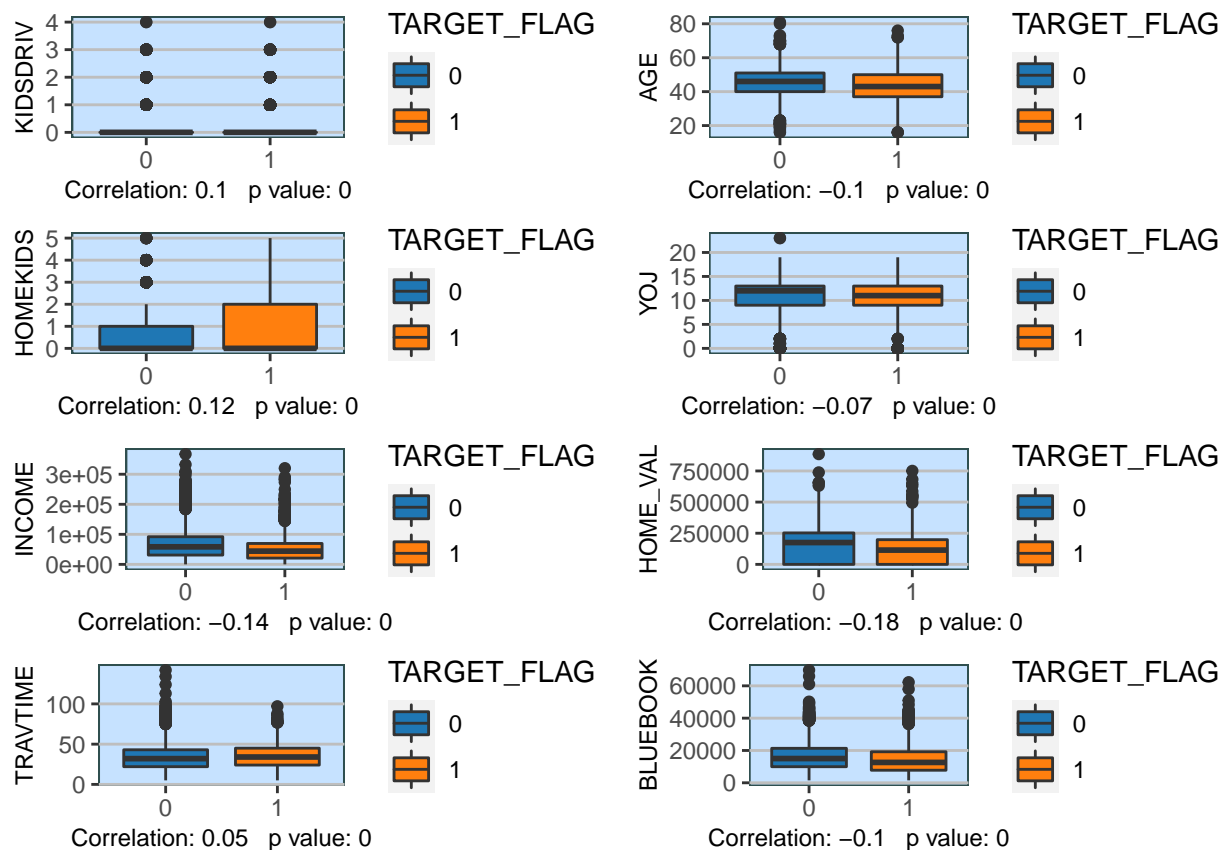 KIDSDRIV
4
3
2
1
0
0 1
Correlation: 0.1 p value: 0
TARGET_FLAG
0
1
AGE
80
60
40
20
0 1
Correlation: −0.1 p value: 0
TARGET_FLAG
0
1
HOMEKIDS
5
4
3
2
1
0
0 1
Correlation: 0.12 p value: 0
TARGET_FLAG
0
1
YOJ
20
15
10
5
0
0 1
Correlation: −0.07 p value: 0
TARGET_FLAG
0
1
INCOME
3e+05
2e+05
1e+05
0e+00
0 1
Correlation: −0.14 p value: 0
TARGET_FLAG
0
1
HOME_VAL
750000
500000
250000
0
0 1
Correlation: −0.18 p value: 0
TARGET_FLAG
0
1
TRAVTIME
100
50
0
0 1
Correlation: 0.05 p value: 0
TARGET_FLAG
0
1
BLUEBOOK
60000
40000
20000
0
0 1
Correlation: −0.1 p value: 0
TARGET_FLAG
0
1